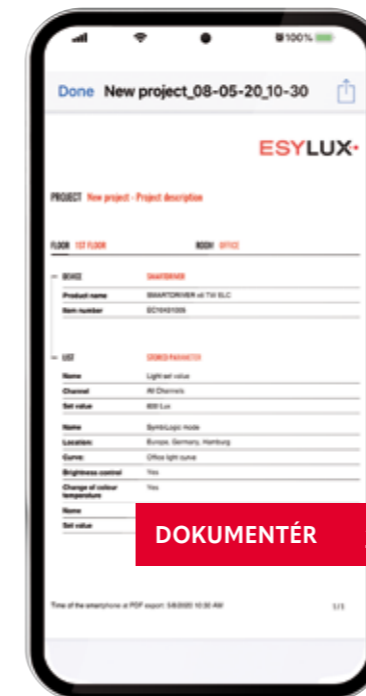 100%
Done New project_08-05-20_10-30
ESYLUX
PROJECT New project - Project description
FLOOR 1ST FLOOR ROOM OFFICE
DEVICE SMARTDRIVER
Product name SMARTDRIVER x8 TW ELC
Item number
LIST STORED PARAMETER
Name Light set value
Channel All Channels
Set value 600 Lux
Name SymbiLogic mode
Location: Europe, Germany, Hamburg
Curve: Office light curve
Brightness control Yes
Change of colour Yes
temperature
Name
Set value
DOKUMENTÉR
Time of the smartphone at PDF export: 5/8/2020 10:30 AM 1/1